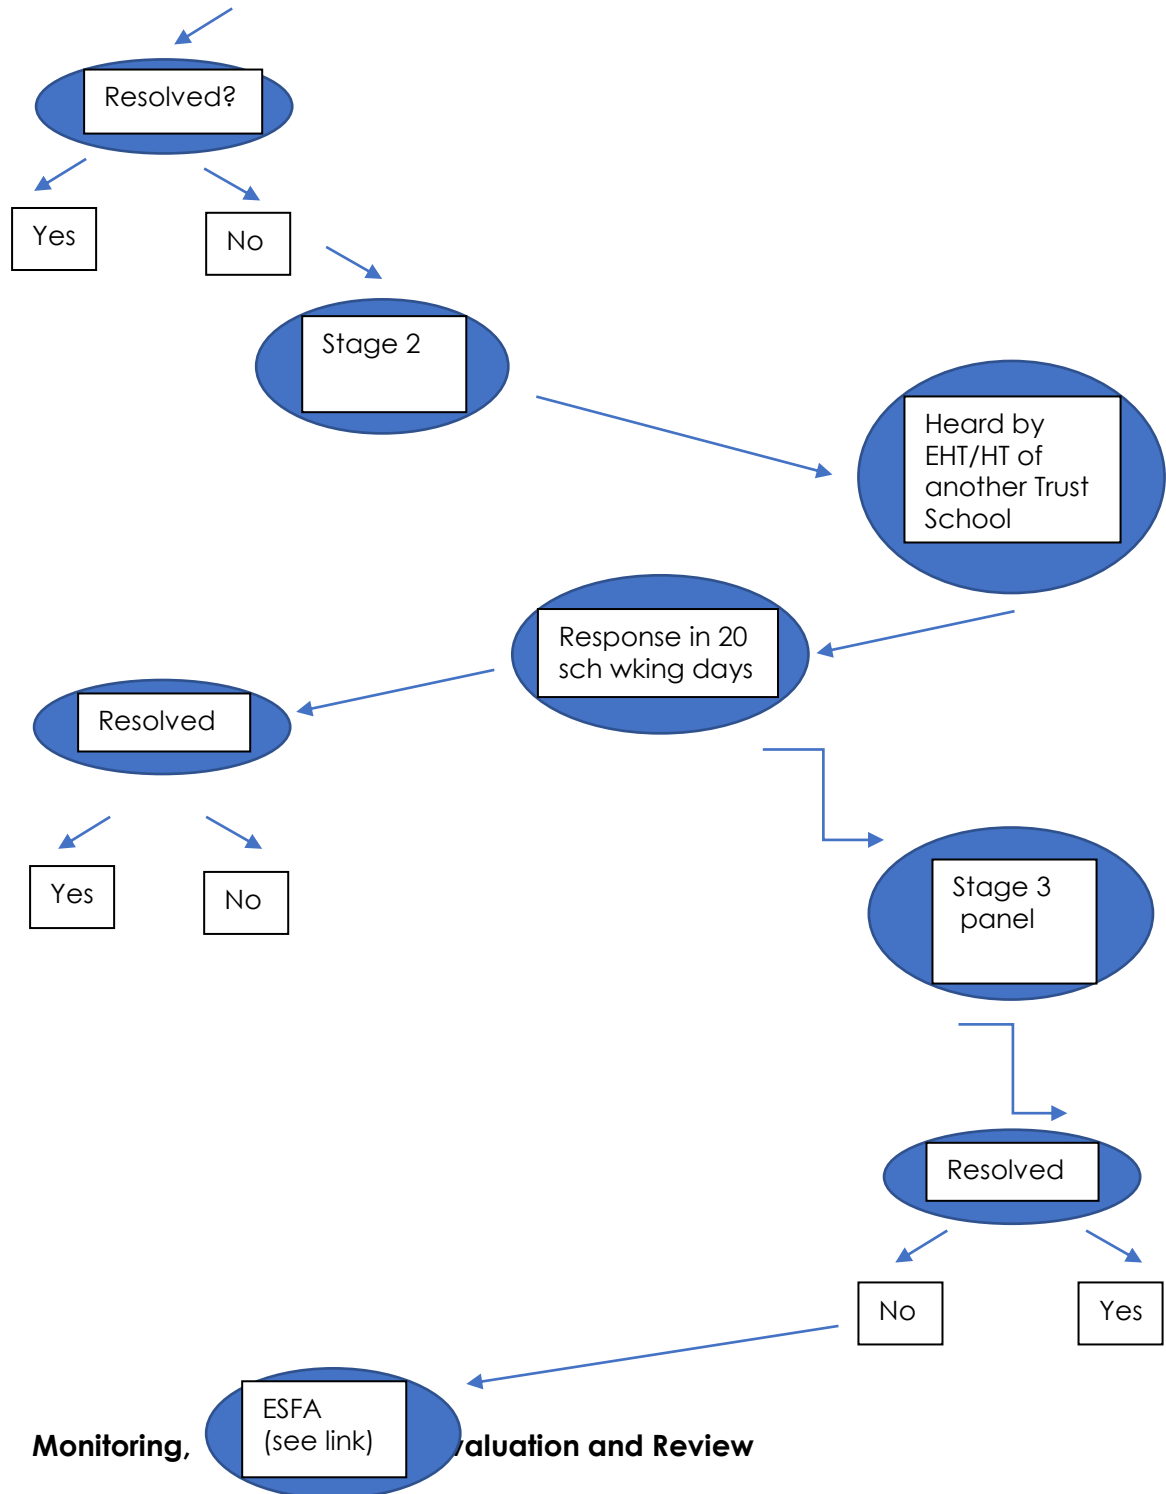 Resolved?
Yes
No
Stage 2
Heard by
EHT/HT of
another Trust
School
Response in 20
sch wking days
Resolved
Yes
No
Stage 3
panel
Resolved
No
Yes
ESFA
(see link)
Monitoring, valuation and Review